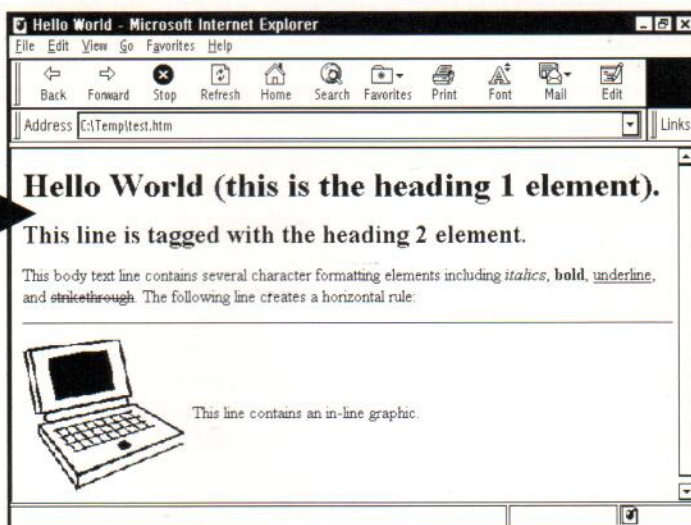 Hello World - Microsoft Internet Explorer
File Edit View Go Favorites Help
Back Forward Stop Refresh Home Search Favorites Print Font Mail Edit
Address C:\Temp\test.htm Links
Hello World (this is the heading 1 element).
This line is tagged with the heading 2 element.
This body text line contains several character formatting elements including italics, bold, underline,
and strikethrough. The following line creates a horizontal rule:
This line contains an in-line graphic.